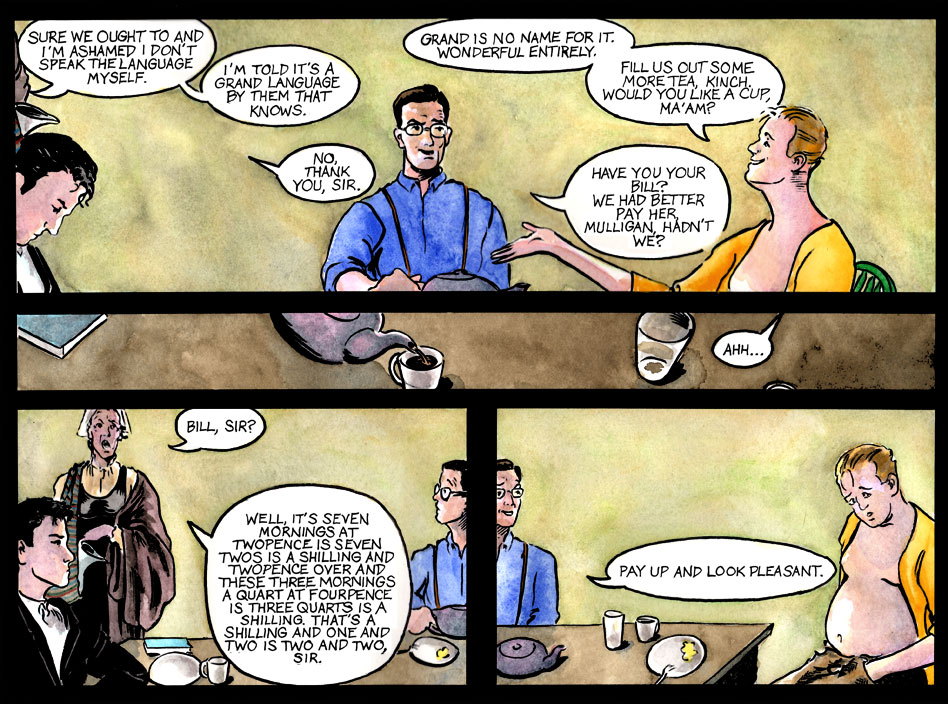 SURE WE OUGHT TO AND
I'M ASHAMED I DON'T
SPEAK THE LANGUAGE
MYSELF.
I'M TOLD IT'S A
GRAND LANGUAGE
BY THEM THAT
KNOWS.
GRAND IS NO NAME FOR IT.
WONDERFUL ENTIRELY.
FILL US OUT SOME
MORE TEA, KINCH.
WOULD YOU LIKE A CUP,
MA'AM?
NO,
THANK
YOU, SIR.
HAVE YOU YOUR
BILL?
WE HAD BETTER
PAY HER,
MULLIGAN, HADN'T
WE?
AHH...
BILL, SIR?
WELL, IT'S SEVEN
MORNINGS AT
TWOPENCE IS SEVEN
TWOS IS A SHILLING AND
TWOPENCE OVER AND
THESE THREE MORNINGS
A QUART AT FOURPENCE
IS THREE QUARTS IS A
SHILLING. THAT'S A
SHILLING AND ONE AND
TWO IS TWO AND TWO,
SIR.
PAY UP AND LOOK PLEASANT.